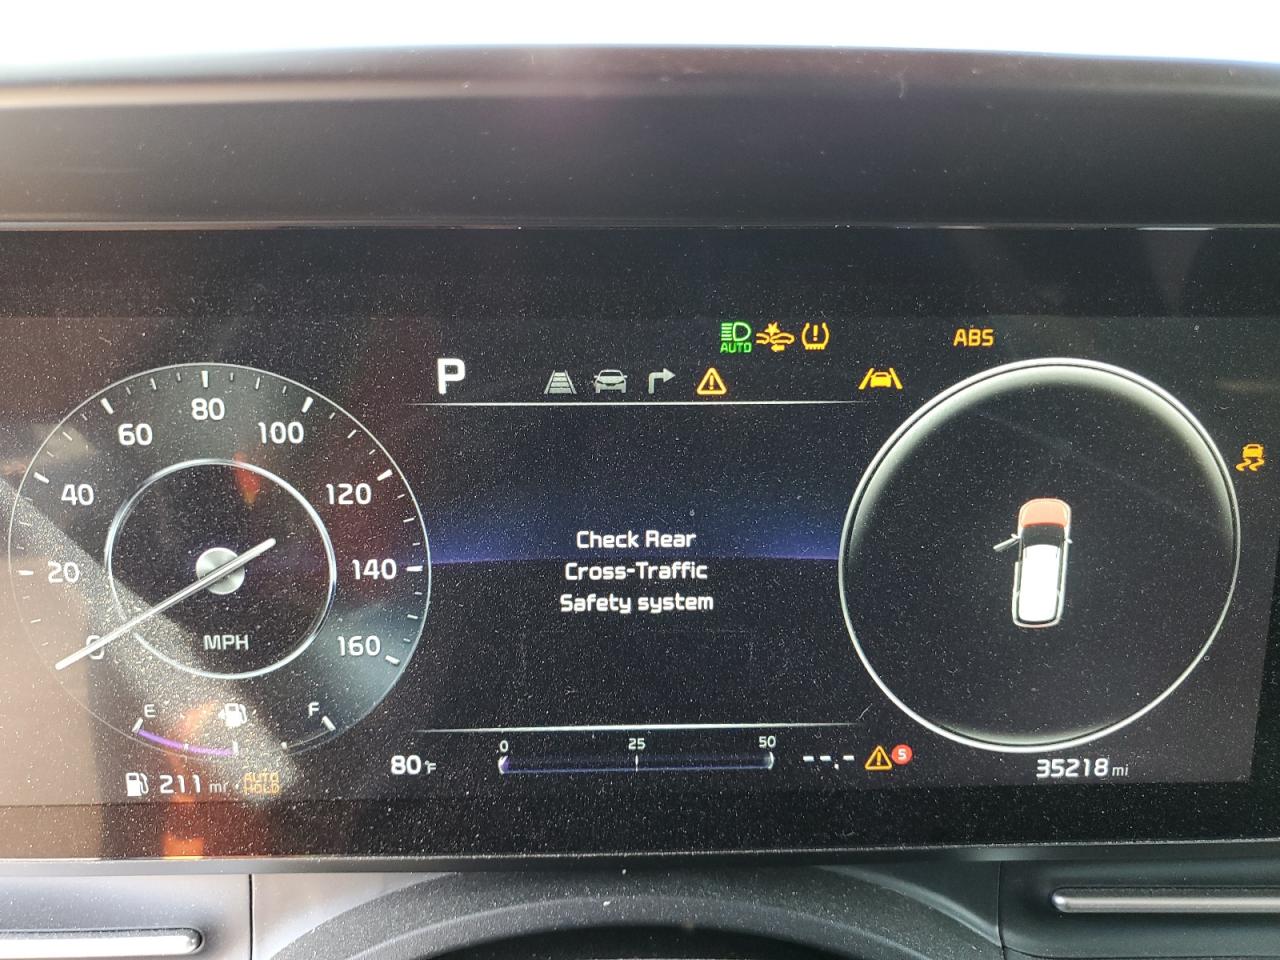 AUTO
ABS
P
0
20
40
60
80
100
120
140
160
MPH
Check Rear
Cross-Traffic
Safety system
E
F
211 mi
AUTO
HOLD
80°F
0
25
50
--:-
5
35218 mi